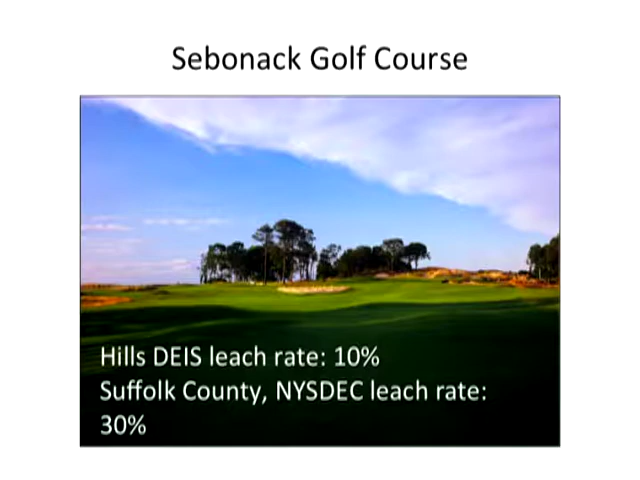 Sebonack Golf Course
Hills DEIS leach rate: 10%
Suffolk County, NYSDEC leach rate:
30%